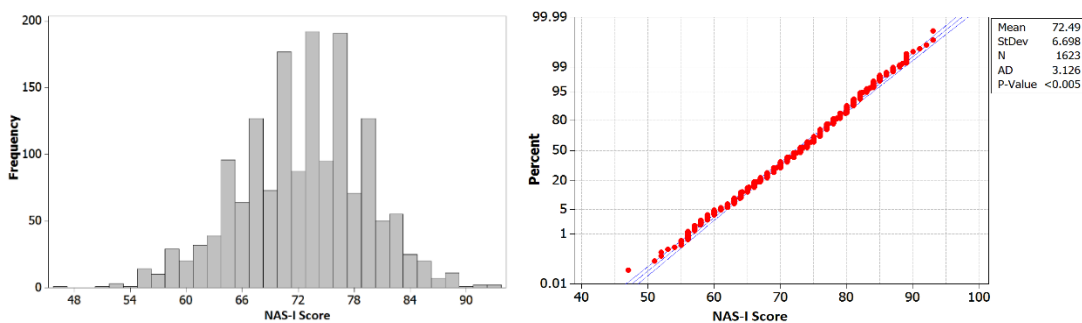 200
150
100
50
0
Frequency
48 54 60 66 72 78 84 90
NAS-I Score
99.99
99
95
80
50
20
5
1
0.01
Percent
40 50 60 70 80 90 100
NAS-I Score
Mean 72.49
StDev 6.698
N 1623
AD 3.126
P-Value <0.005